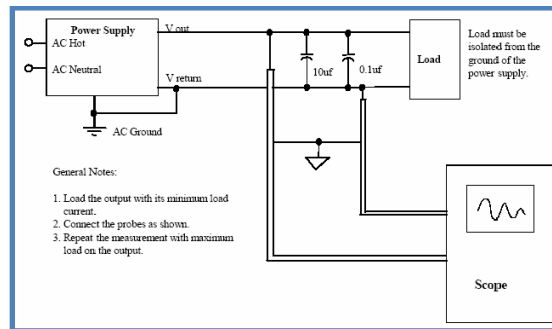 Power Supply
V out
AC Hot
AC Neutral
V return
AC Ground
10uf
0.1uf
Load
Load must be
isolated from the
ground of the
power supply.
General Notes:
1. Load the output with its minimum load
current.
2. Connect the probes as shown.
3. Repeat the measurement with maximum
load on the output.
Scope